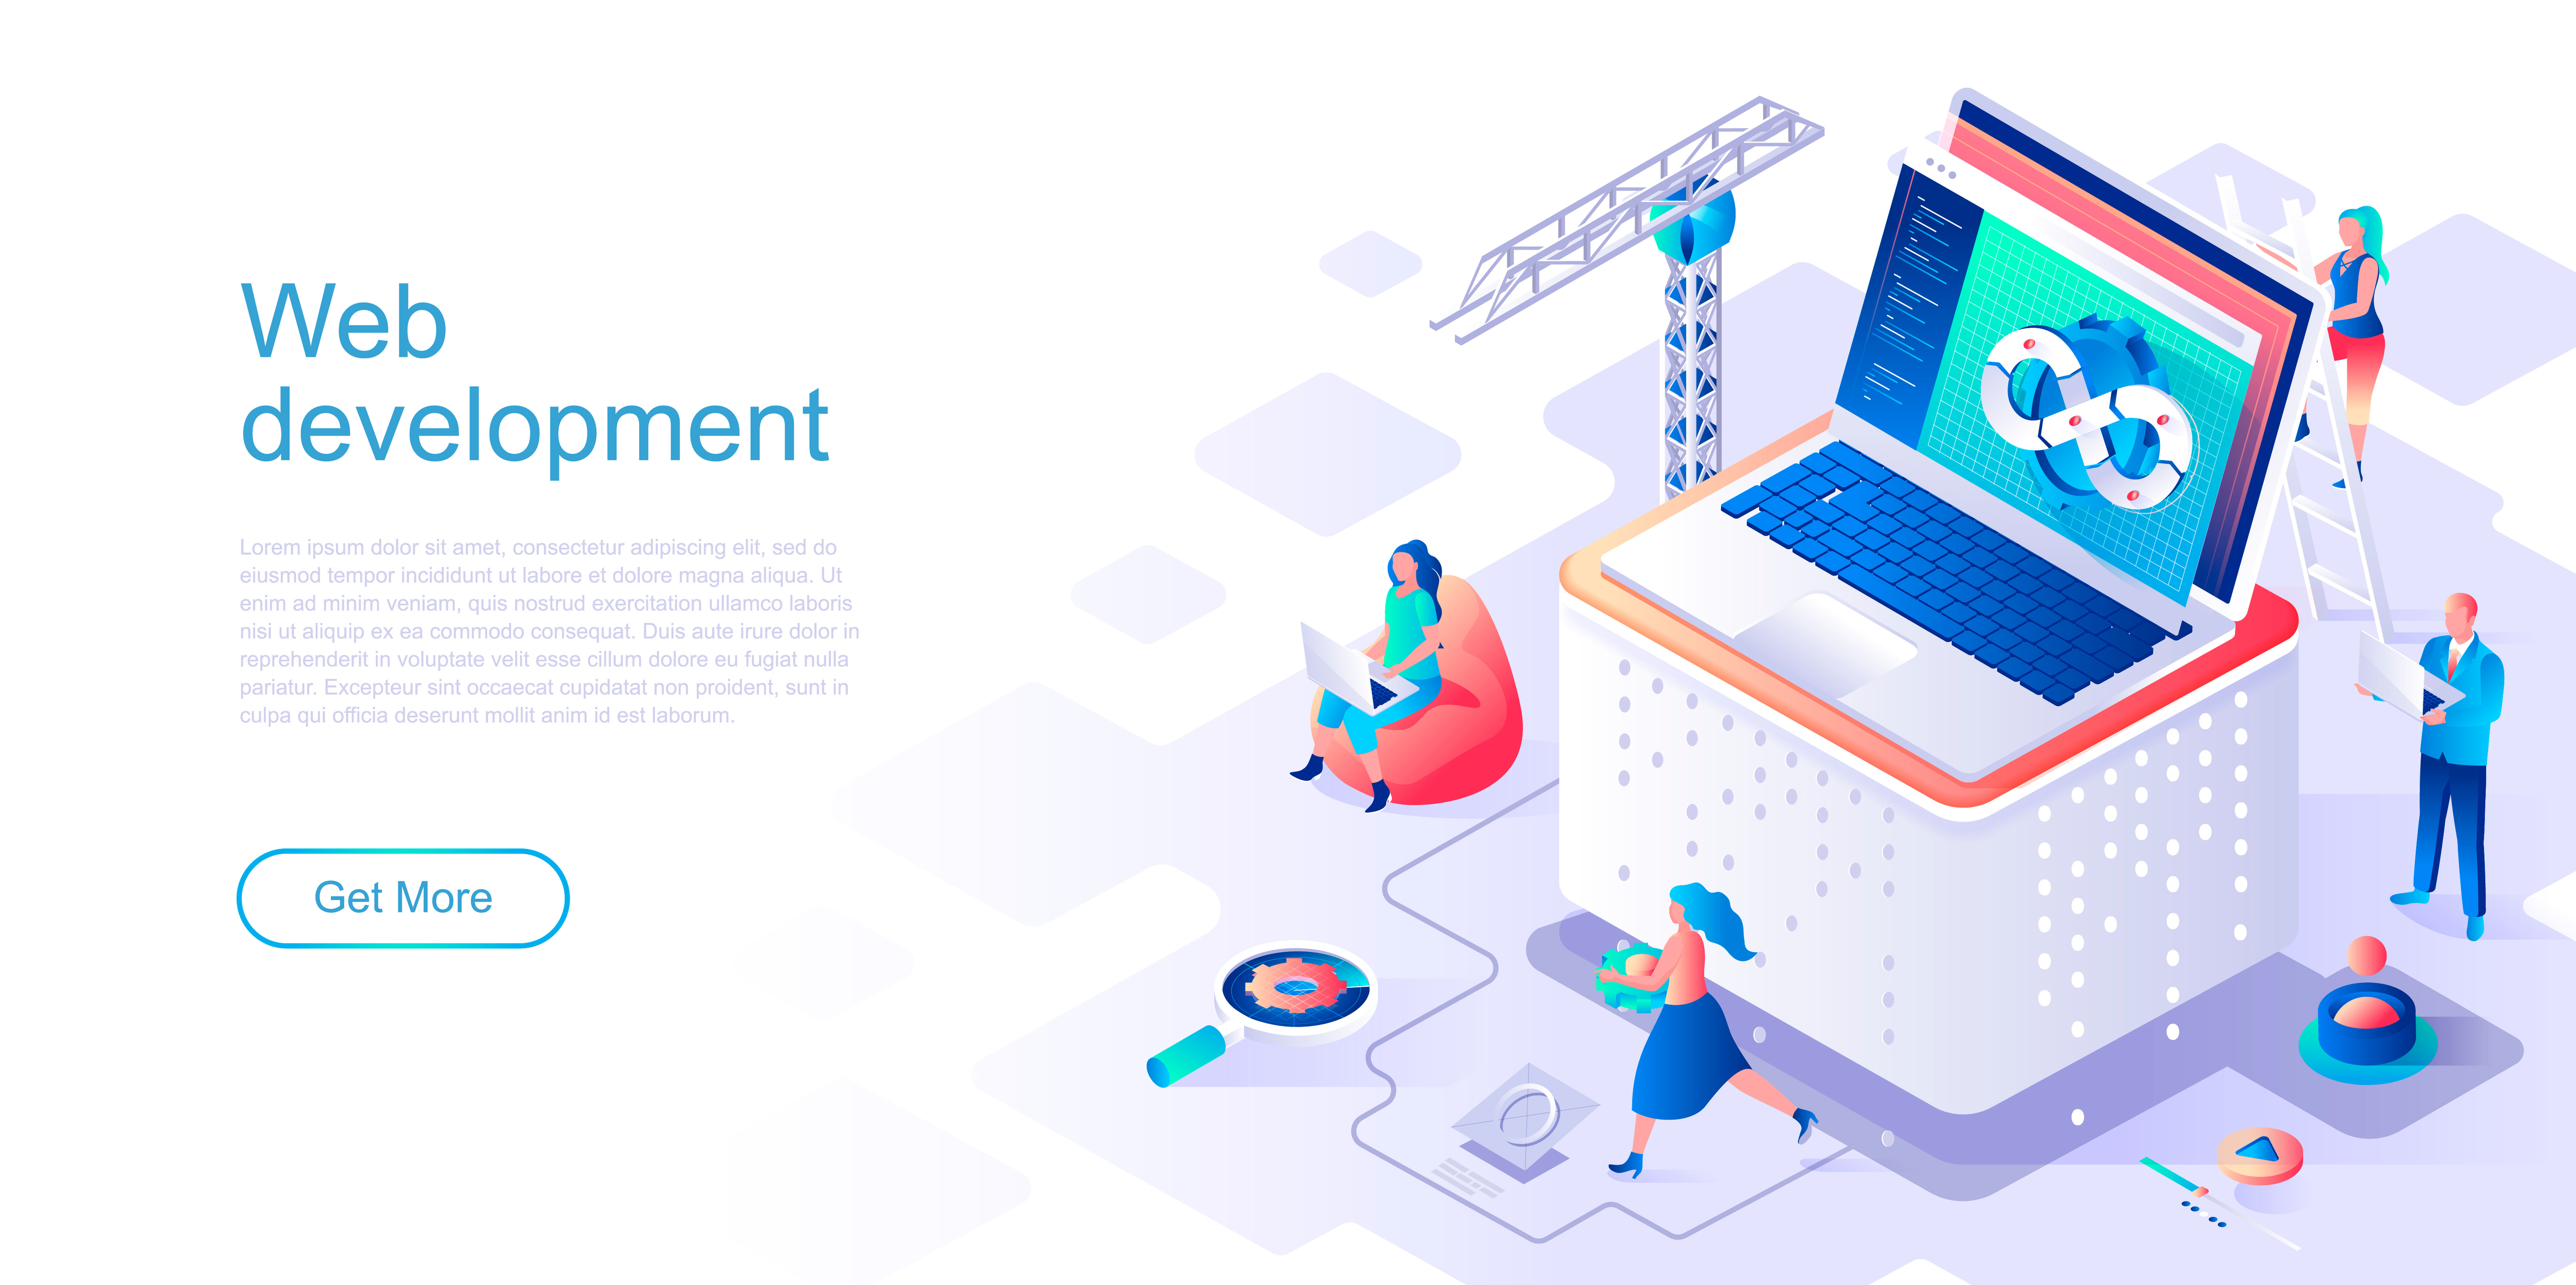 Web
development
Lorem ipsum dolor sit amet, consectetur adipiscing elit, sed do
eiusmod tempor incididunt ut labore et dolore magna aliqua. Ut
enim ad minim veniam, quis nostrud exercitation ullamco laboris
nisi ut aliquip ex ea commodo consequat. Duis aute irure dolor in
reprehenderit in voluptate velit esse cillum dolore eu fugiat nulla
pariatur. Excepteur sint occaecat cupidatat non proident, sunt in
culpa qui officia deserunt mollit anim id est laborum.
Get More